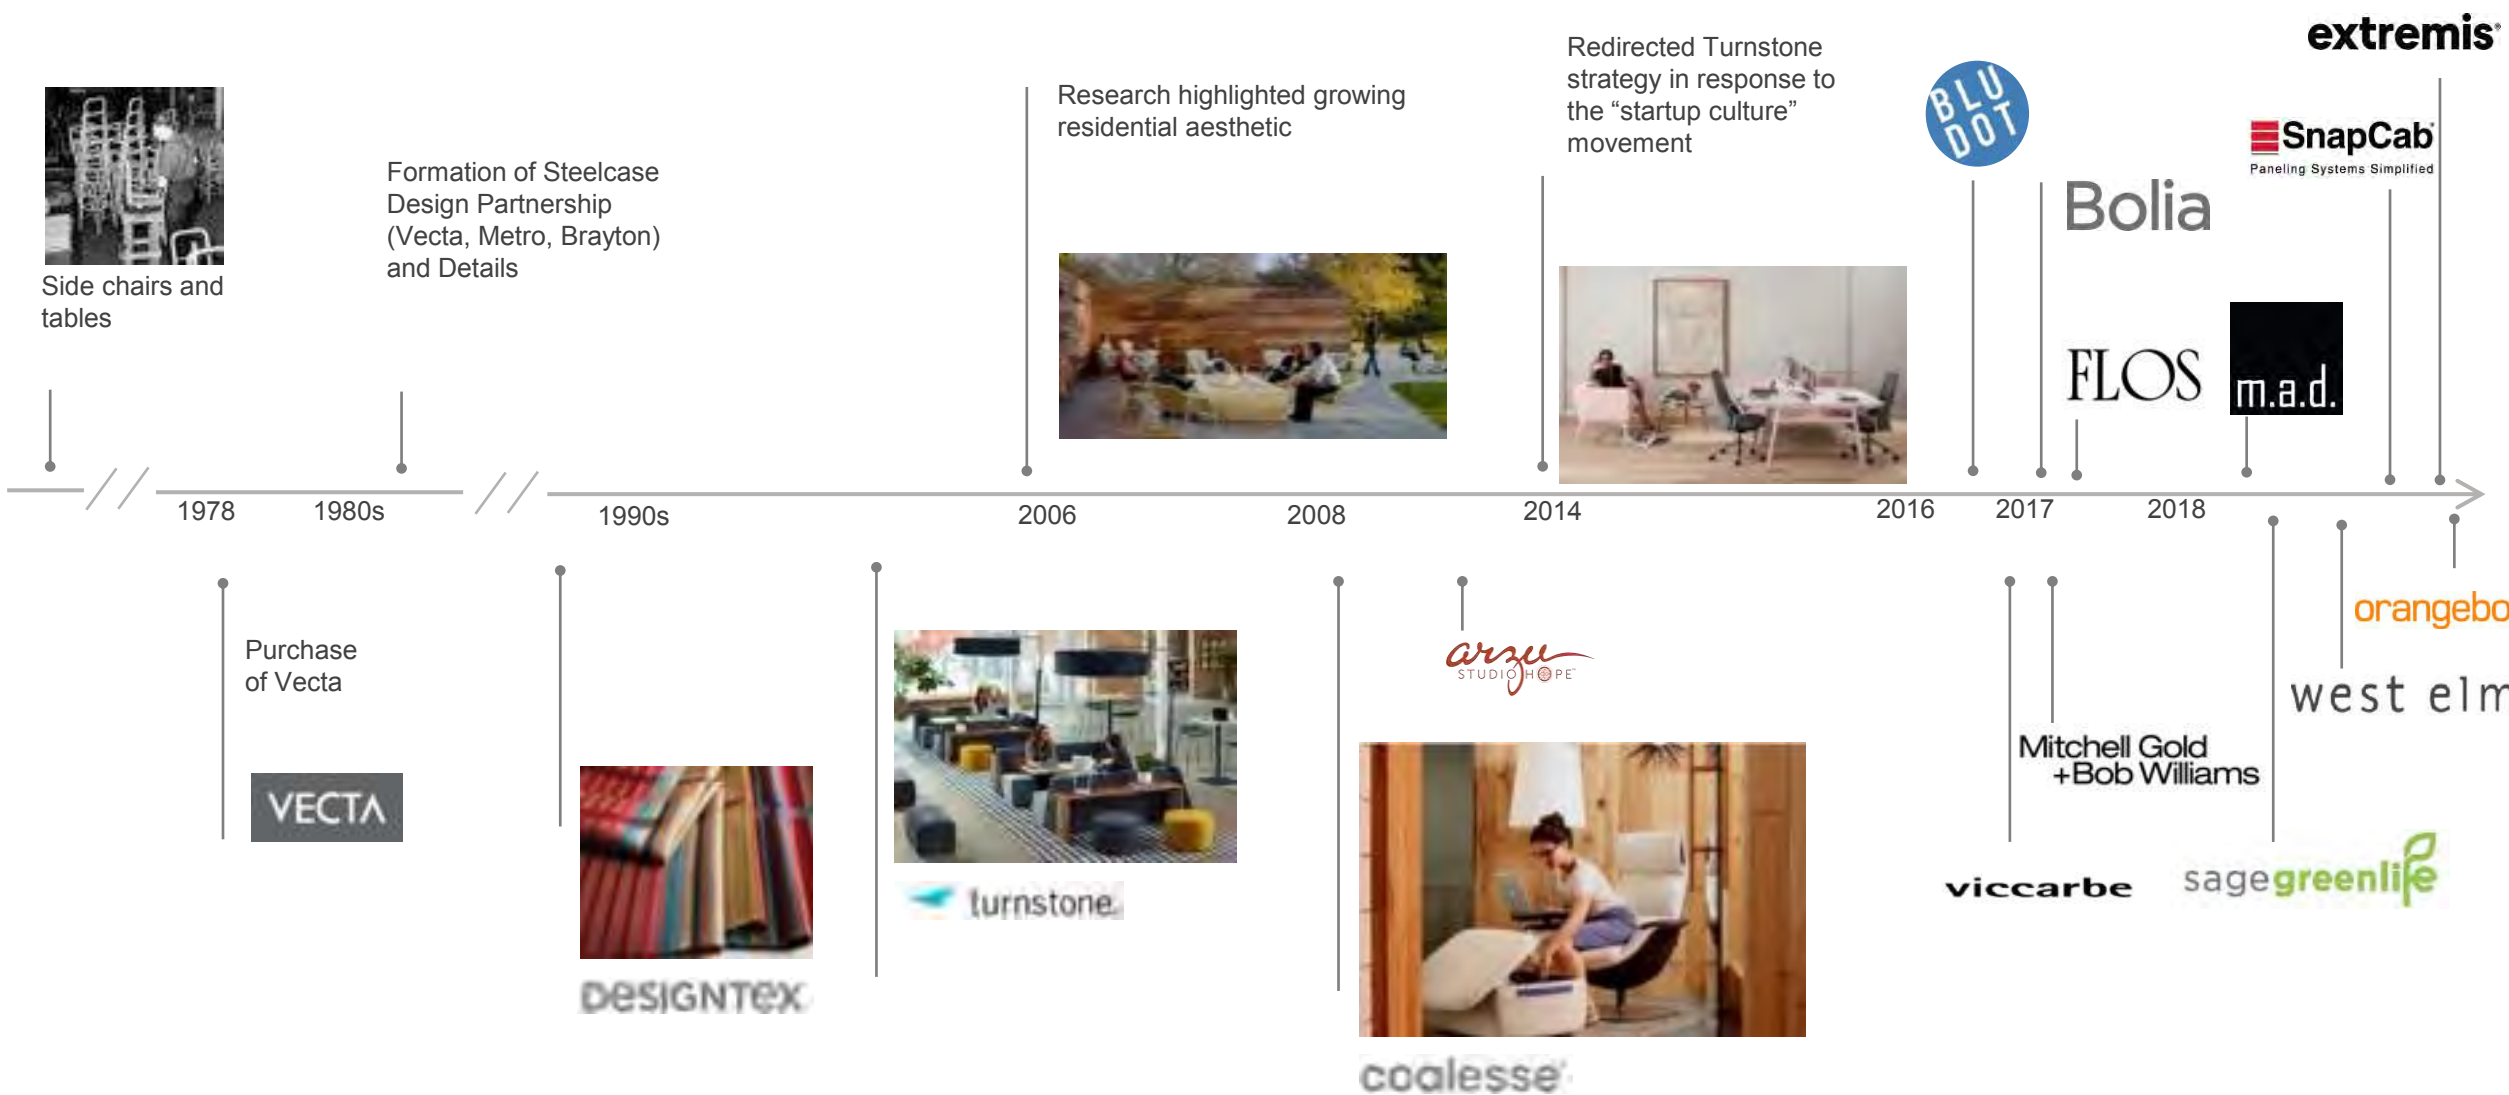 extremis
Redirected Turnstone
strategy in response to
the “startup culture”
movement
BLU
DOT
Research highlighted growing
residential aesthetic
SnapCab
Paneling Systems Simplified
Formation of Steelcase
Design Partnership
(Vecta, Metro, Brayton)
and Details
Bolia
Side chairs and
tables
FLOS
m.a.d.
1978
1980s
1990s
2006
2008
2014
2016
2017
2018
orangebo
Purchase
of Vecta
arzu
STUDIO HOPE
west elm
Mitchell Gold
+Bob Williams
VECTA
turnstone
viccarbe
sagegreenlife
DESIGNTEX
coalesse